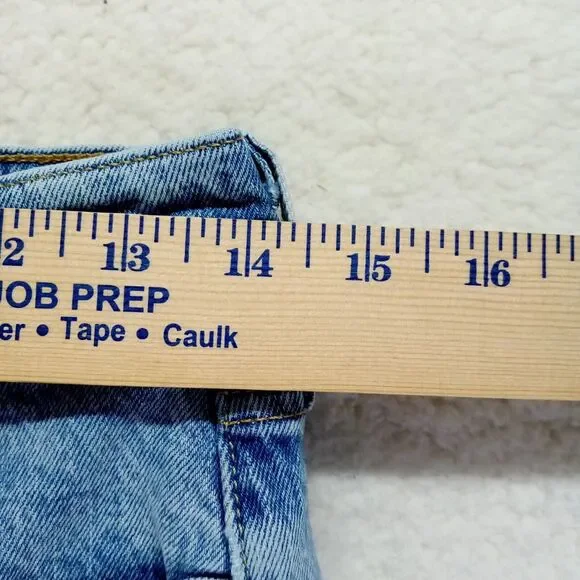 2 13 14 15 16
JOB PREP
er • Tape • Caulk